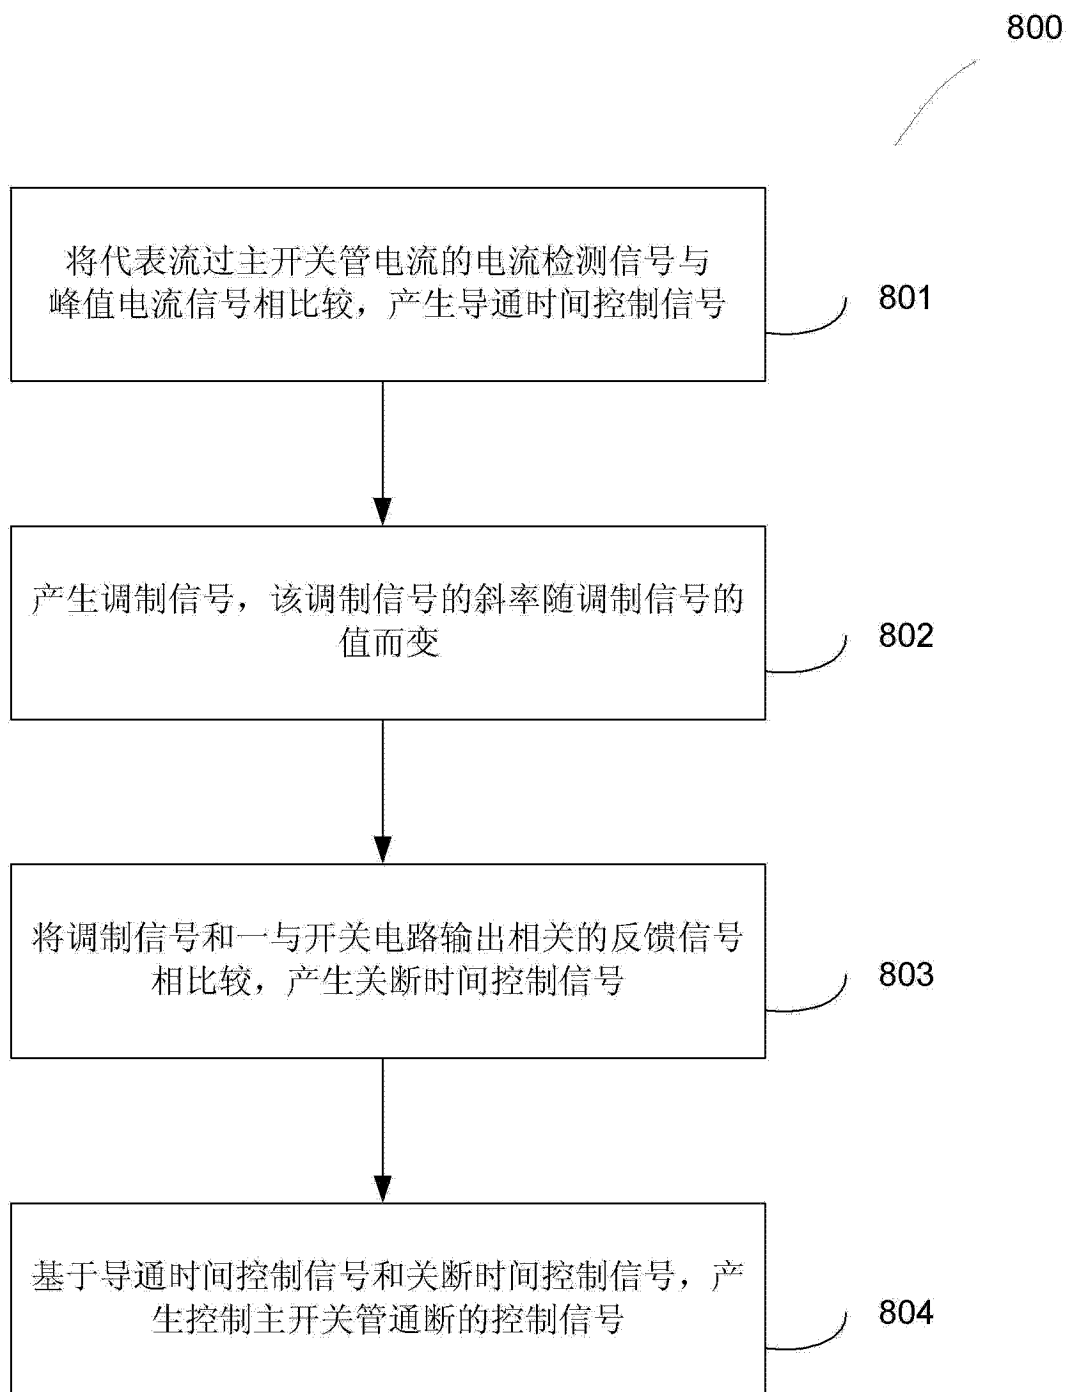 800
将代表流过主开关管电流的电流检测信号与
峰值电流信号相比较，产生导通时间控制信号
801
产生调制信号，该调制信号的斜率随调制信号的
值而变
802
将调制信号和一与开关电路输出相关的反馈信号
相比较，产生关断时间控制信号
803
基于导通时间控制信号和关断时间控制信号，产
生控制主开关管通断的控制信号
804